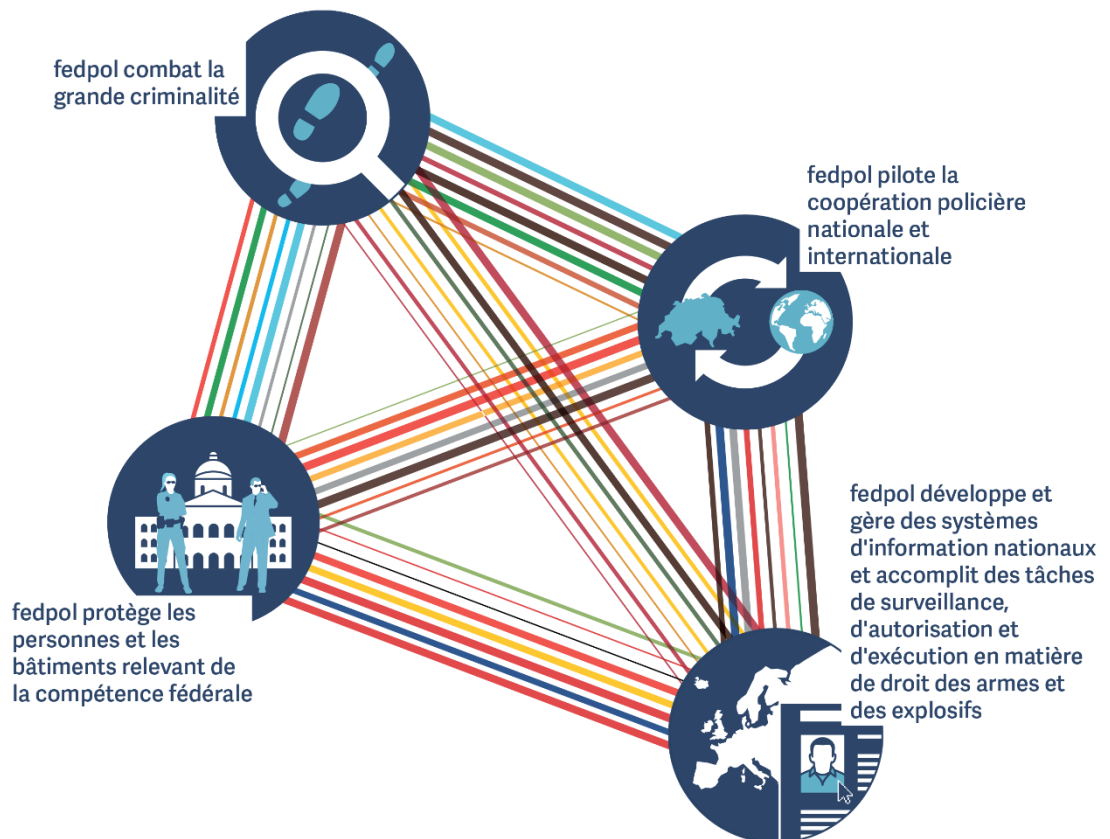 fedpol combat la
grande criminalité
fedpol pilote la
coopération policière
nationale et
internationale
fedpol développe et
gère des systèmes
d'information nationaux
et accomplit des tâches
de surveillance,
d'autorisation et
d'exécution en matière
de droit des armes et
des explosifs
fedpol protège les
personnes et les
bâtiments relevant de
la compétence fédérale